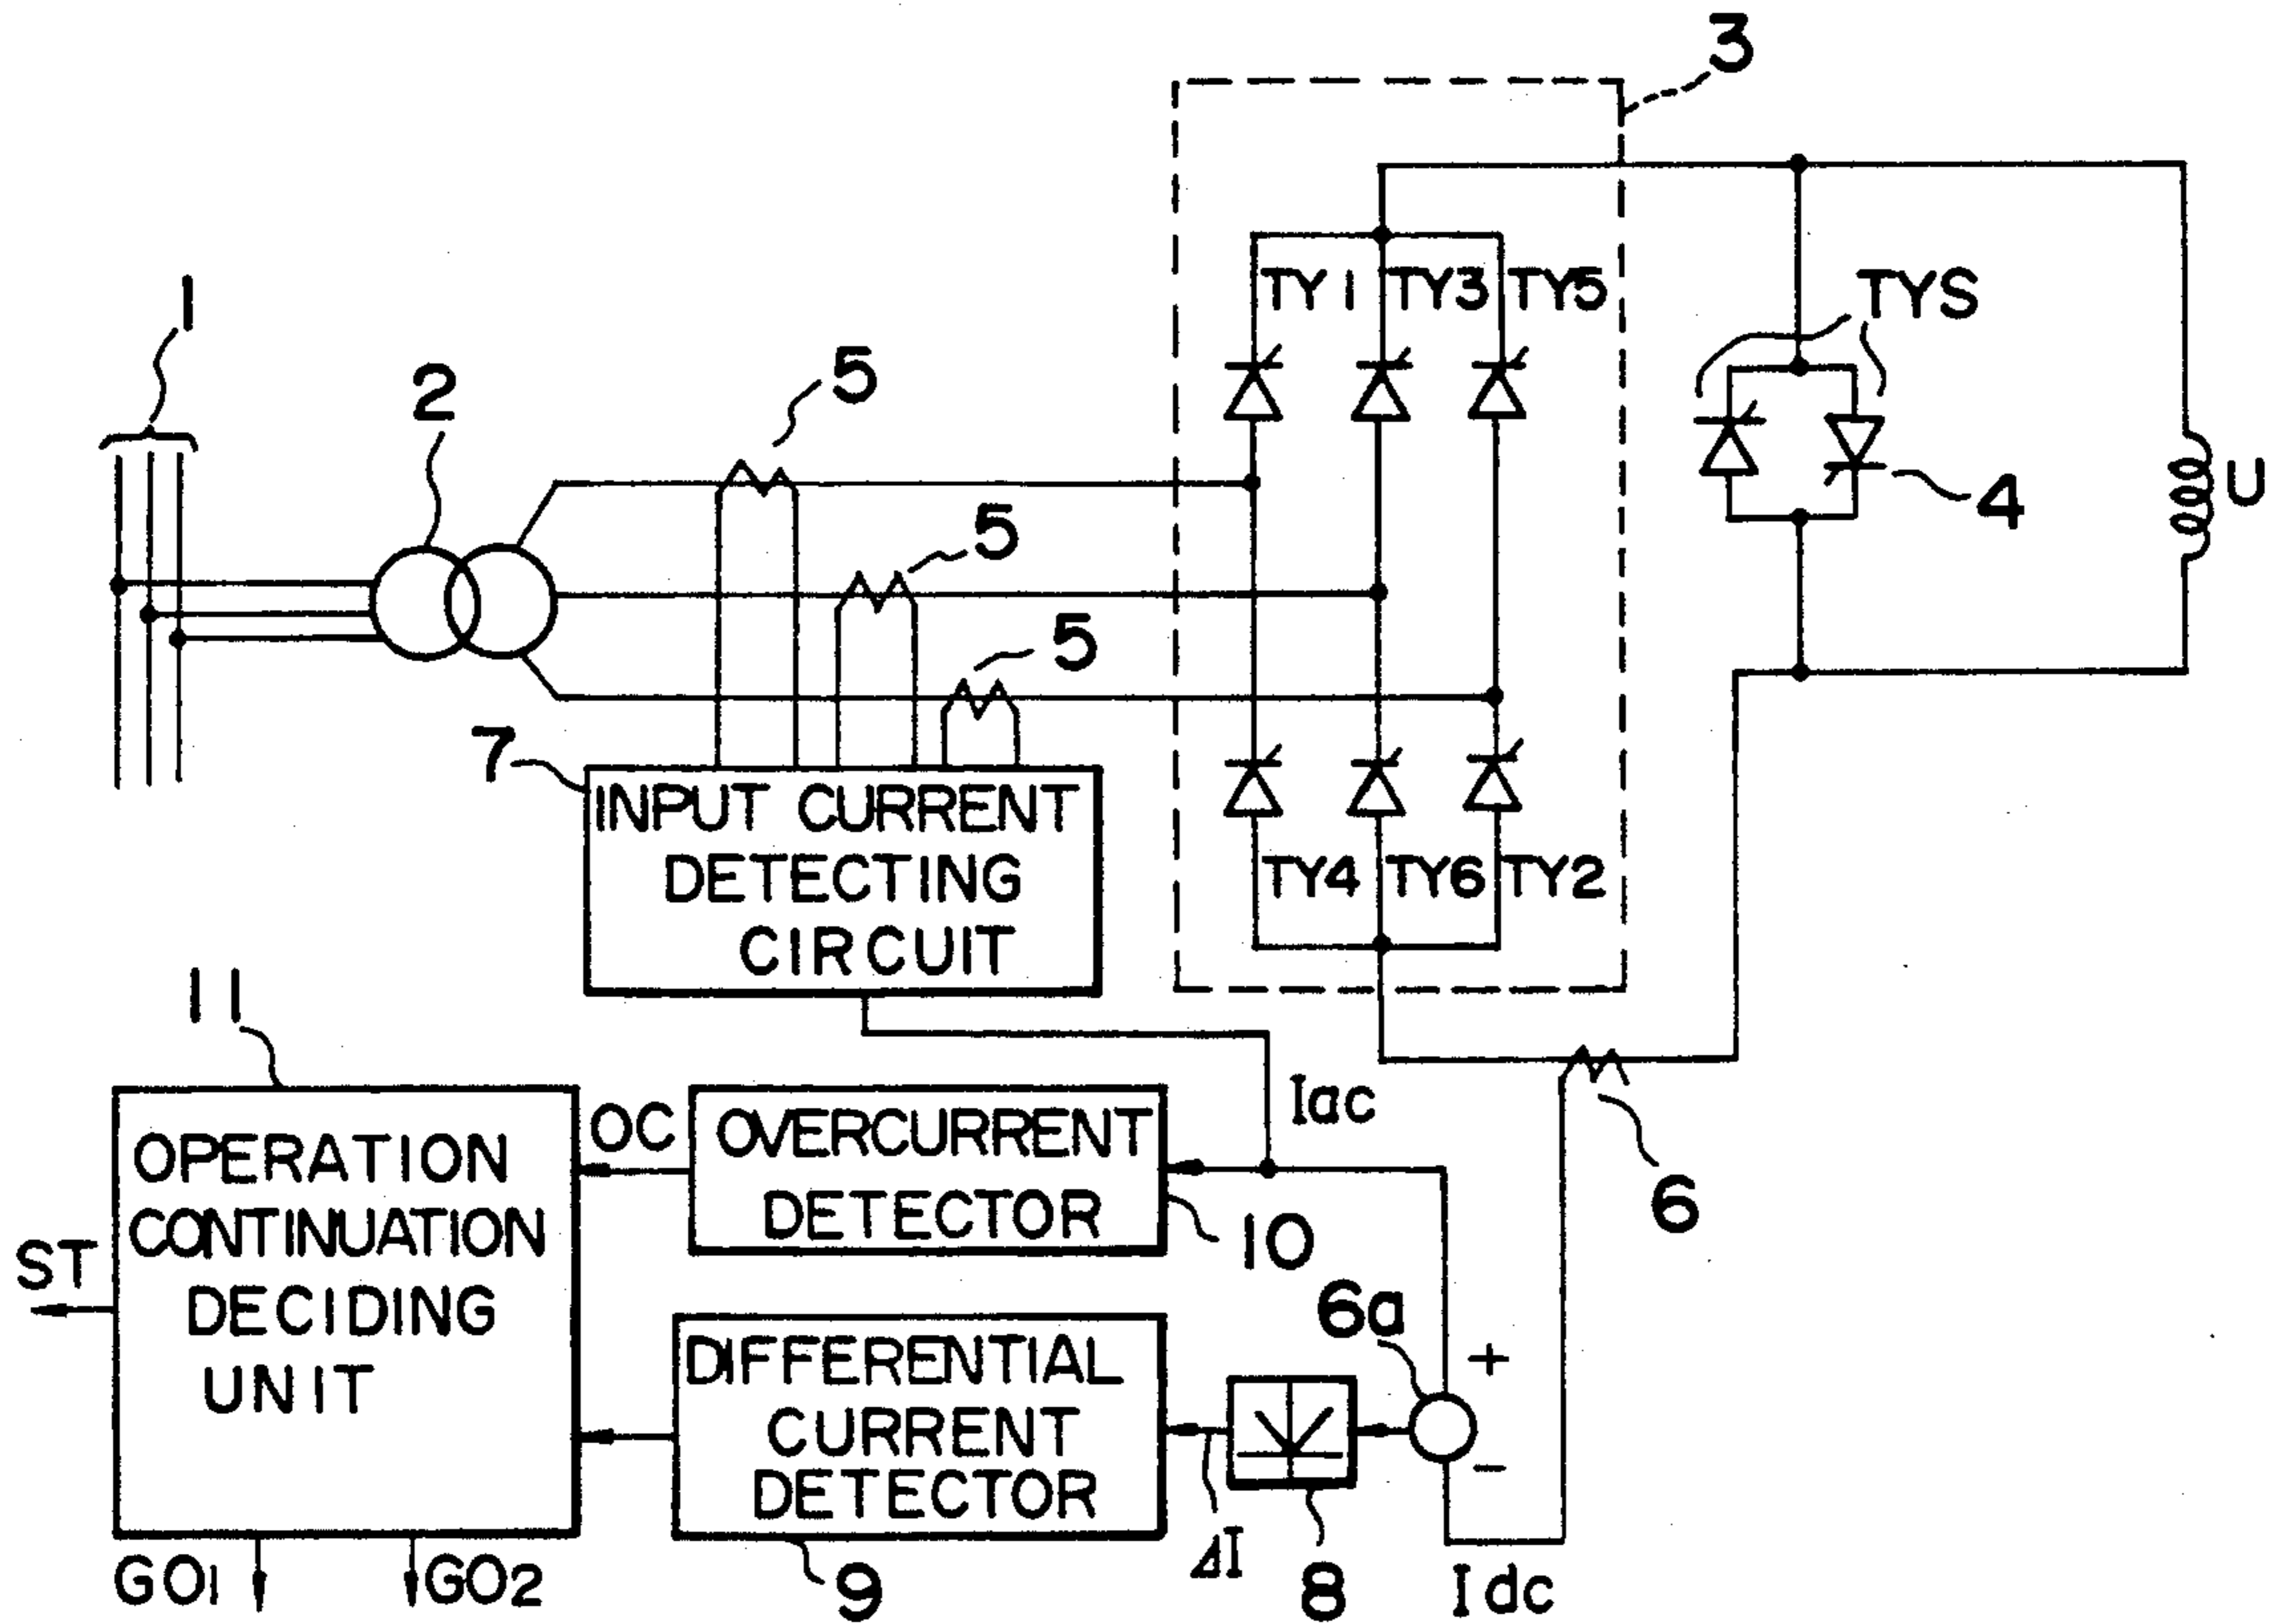 3
TY1 TY3 TY5
TYS
1
2
5
4
U
5
5
7
INPUT CURRENT
DETECTING
CIRCUIT
TY4 TY6 TY2
11
Iac
6
OPERATION
CONTINUATION
DECIDING
UNIT
OC
OVERCURRENT
DETECTOR
10
ST
6a
+
−
DIFFERENTIAL
CURRENT
DETECTOR
GO1
GO2
9
ΔI
8
Idc